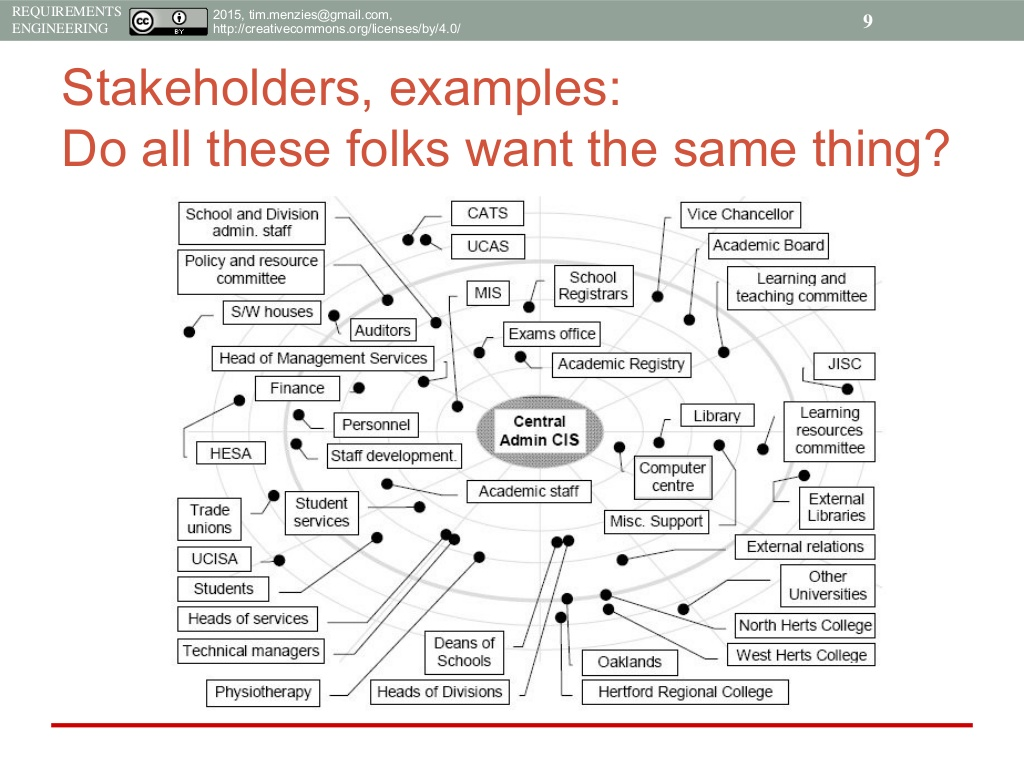 REQUIREMENTS
ENGINEERING
cc
BY
2015, tim.menzies@gmail.com,
http://creativecommons.org/licenses/by/4.0/
9
Stakeholders, examples:
Do all these folks want the same thing?
School and Division
admin. staff
CATS
Vice Chancellor
UCAS
Academic Board
Policy and resource
committee
School
Registrars
Learning and
teaching committee
MIS
S/W houses
Auditors
Exams office
Head of Management Services
Academic Registry
JISC
Finance
Personnel
Library
Learning
resources
committee
Central
Admin CIS
HESA
Staff development.
Computer
centre
Academic staff
External
Libraries
Trade
unions
Student
services
Misc. Support
UCISA
External relations
Students
Other
Universities
Heads of services
North Herts College
Technical managers
Deans of
Schools
Oaklands
West Herts College
Physiotherapy
Heads of Divisions
Hertford Regional College